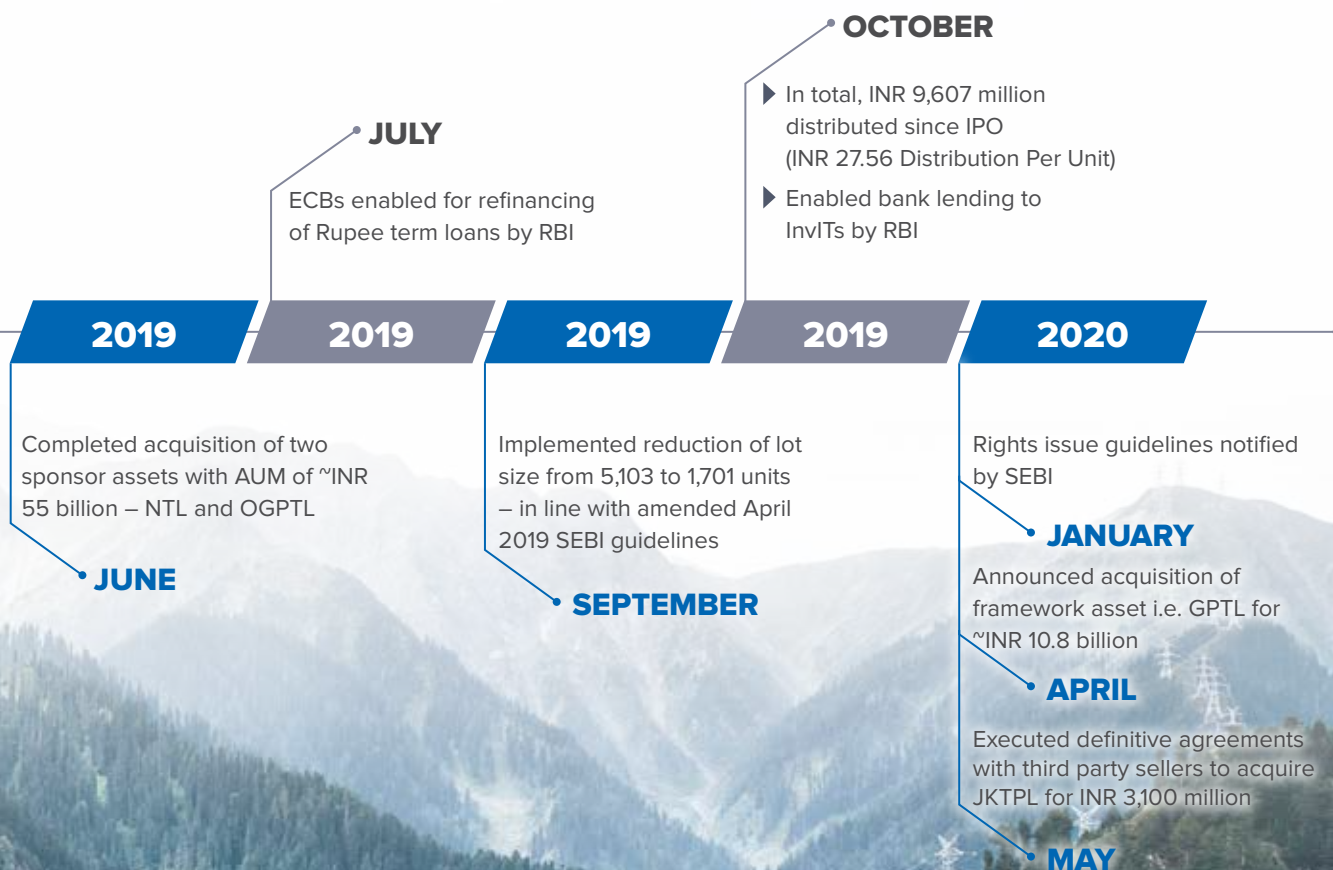 OCTOBER
In total, INR 9,607 million
distributed since IPO
(INR 27.56 Distribution Per Unit)
Enabled bank lending to
InvITs by RBI
JULY
ECBs enabled for refinancing
of Rupee term loans by RBI
2019
2019
2019
2019
2020
Completed acquisition of two
sponsor assets with AUM of ~INR
55 billion – NTL and OGPTL
JUNE
Implemented reduction of lot
size from 5,103 to 1,701 units
– in line with amended April
2019 SEBI guidelines
SEPTEMBER
Rights issue guidelines notified
by SEBI
JANUARY
Announced acquisition of
framework asset i.e. GPTL for
~INR 10.8 billion
APRIL
Executed definitive agreements
with third party sellers to acquire
JKTPL for INR 3,100 million
MAY